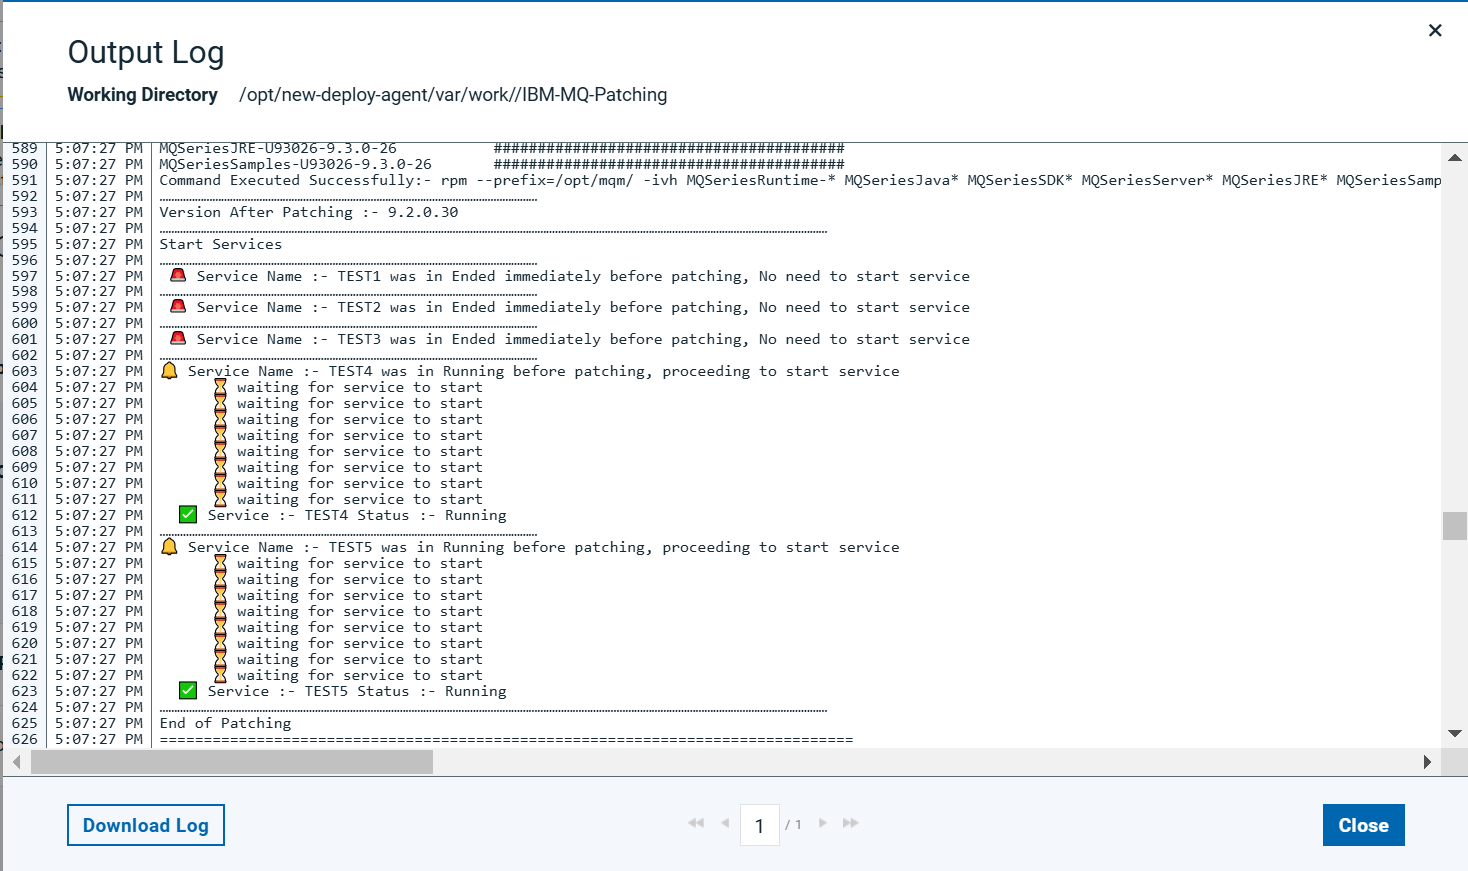 Output Log
Working Directory /opt/new-deploy-agent/var/work//IBM-MQ-Patching
589 5:07:27 PM MQSeriesJRE-U93026-9.3.0-26 ########################################
590 5:07:27 PM MQSeriesSamples-U93026-9.3.0-26 ########################################
591 5:07:27 PM Command Executed Successfully:- rpm --prefix=/opt/mqm/ -ivh MQSeriesRuntime-* MQSeriesJava* MQSeriesSDK* MQSeriesServer* MQSeriesJRE* MQSeriesSamp
592 5:07:27 PM
593 5:07:27 PM Version After Patching :- 9.2.0.30
594 5:07:27 PM
595 5:07:27 PM Start Services
596 5:07:27 PM
597 5:07:27 PM 🚨 Service Name :- TEST1 was in Ended immediately before patching, No need to start service
598 5:07:27 PM
599 5:07:27 PM 🚨 Service Name :- TEST2 was in Ended immediately before patching, No need to start service
600 5:07:27 PM
601 5:07:27 PM 🚨 Service Name :- TEST3 was in Ended immediately before patching, No need to start service
602 5:07:27 PM
603 5:07:27 PM 🔔 Service Name :- TEST4 was in Running before patching, proceeding to start service
604 5:07:27 PM ⏳ waiting for service to start
605 5:07:27 PM ⏳ waiting for service to start
606 5:07:27 PM ⏳ waiting for service to start
607 5:07:27 PM ⏳ waiting for service to start
608 5:07:27 PM ⏳ waiting for service to start
609 5:07:27 PM ⏳ waiting for service to start
610 5:07:27 PM ⏳ waiting for service to start
611 5:07:27 PM ⏳ waiting for service to start
612 5:07:27 PM ✅ Service :- TEST4 Status :- Running
613 5:07:27 PM
614 5:07:27 PM 🔔 Service Name :- TEST5 was in Running before patching, proceeding to start service
615 5:07:27 PM ⏳ waiting for service to start
616 5:07:27 PM ⏳ waiting for service to start
617 5:07:27 PM ⏳ waiting for service to start
618 5:07:27 PM ⏳ waiting for service to start
619 5:07:27 PM ⏳ waiting for service to start
620 5:07:27 PM ⏳ waiting for service to start
621 5:07:27 PM ⏳ waiting for service to start
622 5:07:27 PM ⏳ waiting for service to start
623 5:07:27 PM ✅ Service :- TEST5 Status :- Running
624 5:07:27 PM
625 5:07:27 PM End of Patching
626 5:07:27 PM ===============================================================================
Download Log
1 / 1
Close